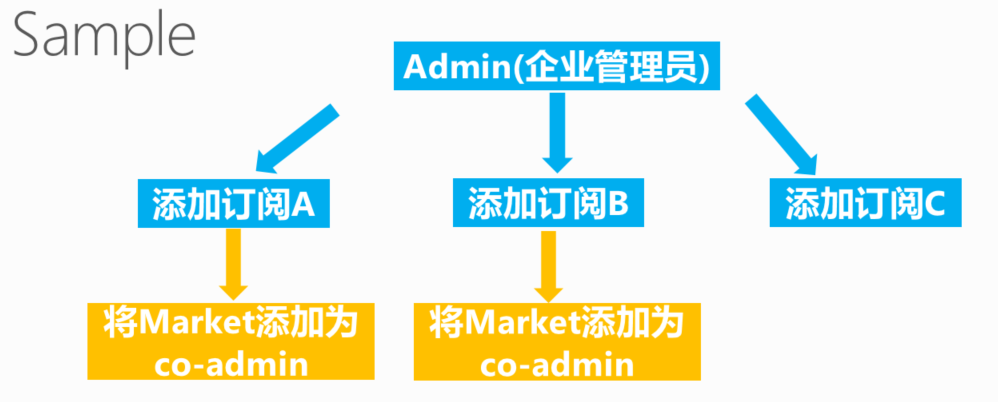 Sample
Admin(企业管理员)
添加订阅A
添加订阅B
添加订阅C
将Market添加为
co-admin
将Market添加为
co-admin